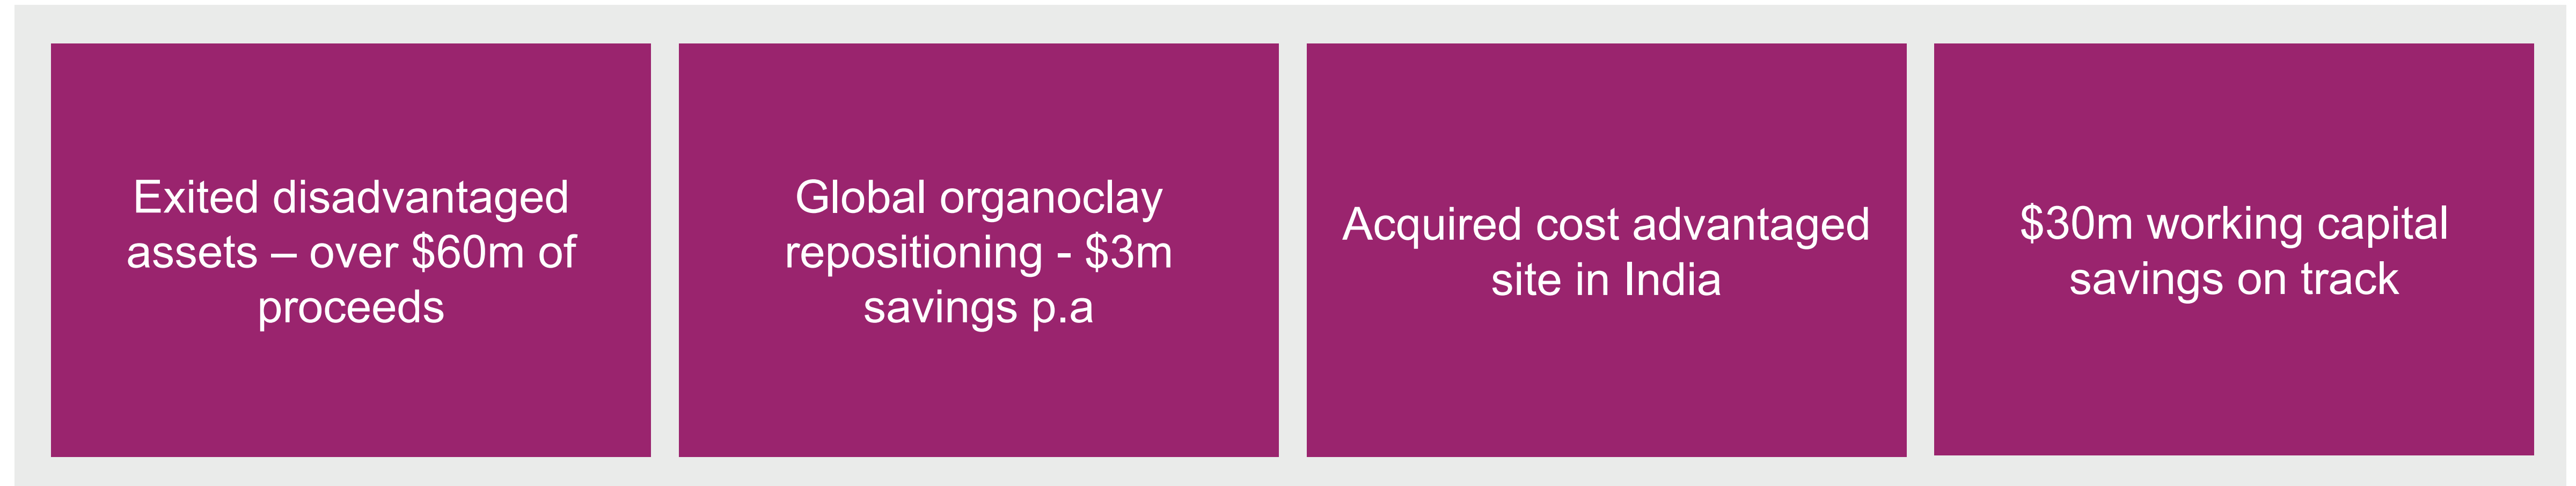 Exited disadvantaged
assets – over $60m of
proceeds
Global organoclay
repositioning - $3m
savings p.a
Acquired cost advantaged
site in India
$30m working capital
savings on track